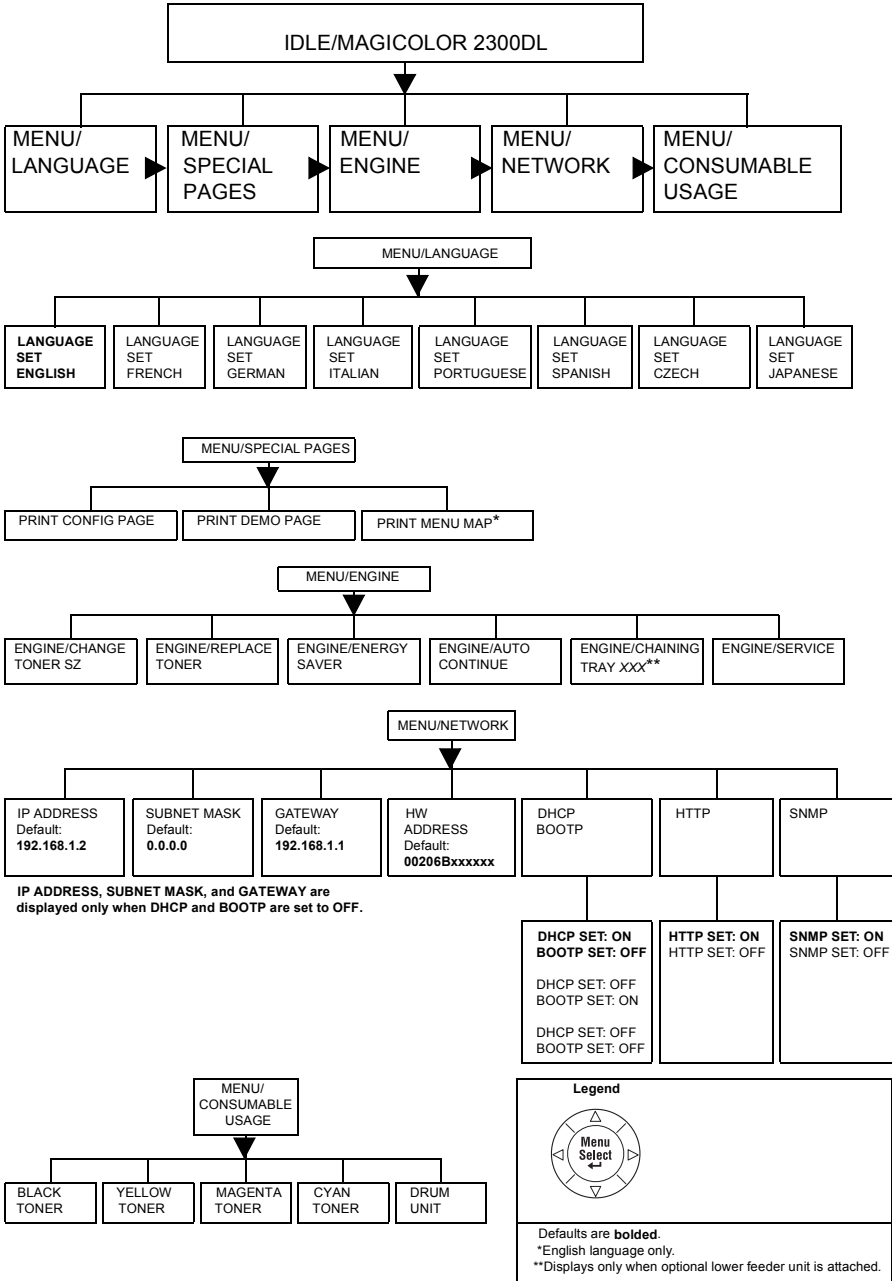 IDLE/MAGICOLOR 2300DL
MENU/
LANGUAGE
MENU/
SPECIAL
PAGES
MENU/
ENGINE
MENU/
NETWORK
MENU/
CONSUMABLE
USAGE
MENU/LANGUAGE
LANGUAGE
SET
ENGLISH
LANGUAGE
SET
FRENCH
LANGUAGE
SET
GERMAN
LANGUAGE
SET
ITALIAN
LANGUAGE
SET
PORTUGUESE
LANGUAGE
SET
SPANISH
LANGUAGE
SET
CZECH
LANGUAGE
SET
JAPANESE
MENU/SPECIAL PAGES
PRINT CONFIG PAGE
PRINT DEMO PAGE
PRINT MENU MAP*
MENU/ENGINE
ENGINE/CHANGE
TONER SZ
ENGINE/REPLACE
TONER
ENGINE/ENERGY
SAVER
ENGINE/AUTO
CONTINUE
ENGINE/CHAINING
TRAY XXX**
ENGINE/SERVICE
MENU/NETWORK
IP ADDRESS
Default:
192.168.1.2
SUBNET MASK
Default:
0.0.0.0
GATEWAY
Default:
192.168.1.1
HW
ADDRESS
Default:
00206Bxxxxxx
DHCP
BOOTP
HTTP
SNMP
IP ADDRESS, SUBNET MASK, and GATEWAY are
displayed only when DHCP and BOOTP are set to OFF.
DHCP SET: ON
BOOTP SET: OFF
DHCP SET: OFF
BOOTP SET: ON
DHCP SET: OFF
BOOTP SET: OFF
HTTP SET: ON
HTTP SET: OFF
SNMP SET: ON
SNMP SET: OFF
MENU/
CONSUMABLE
USAGE
BLACK
TONER
YELLOW
TONER
MAGENTA
TONER
CYAN
TONER
DRUM
UNIT
Legend
Menu
Select
Defaults are bolded.
*English language only.
**Displays only when optional lower feeder unit is attached.